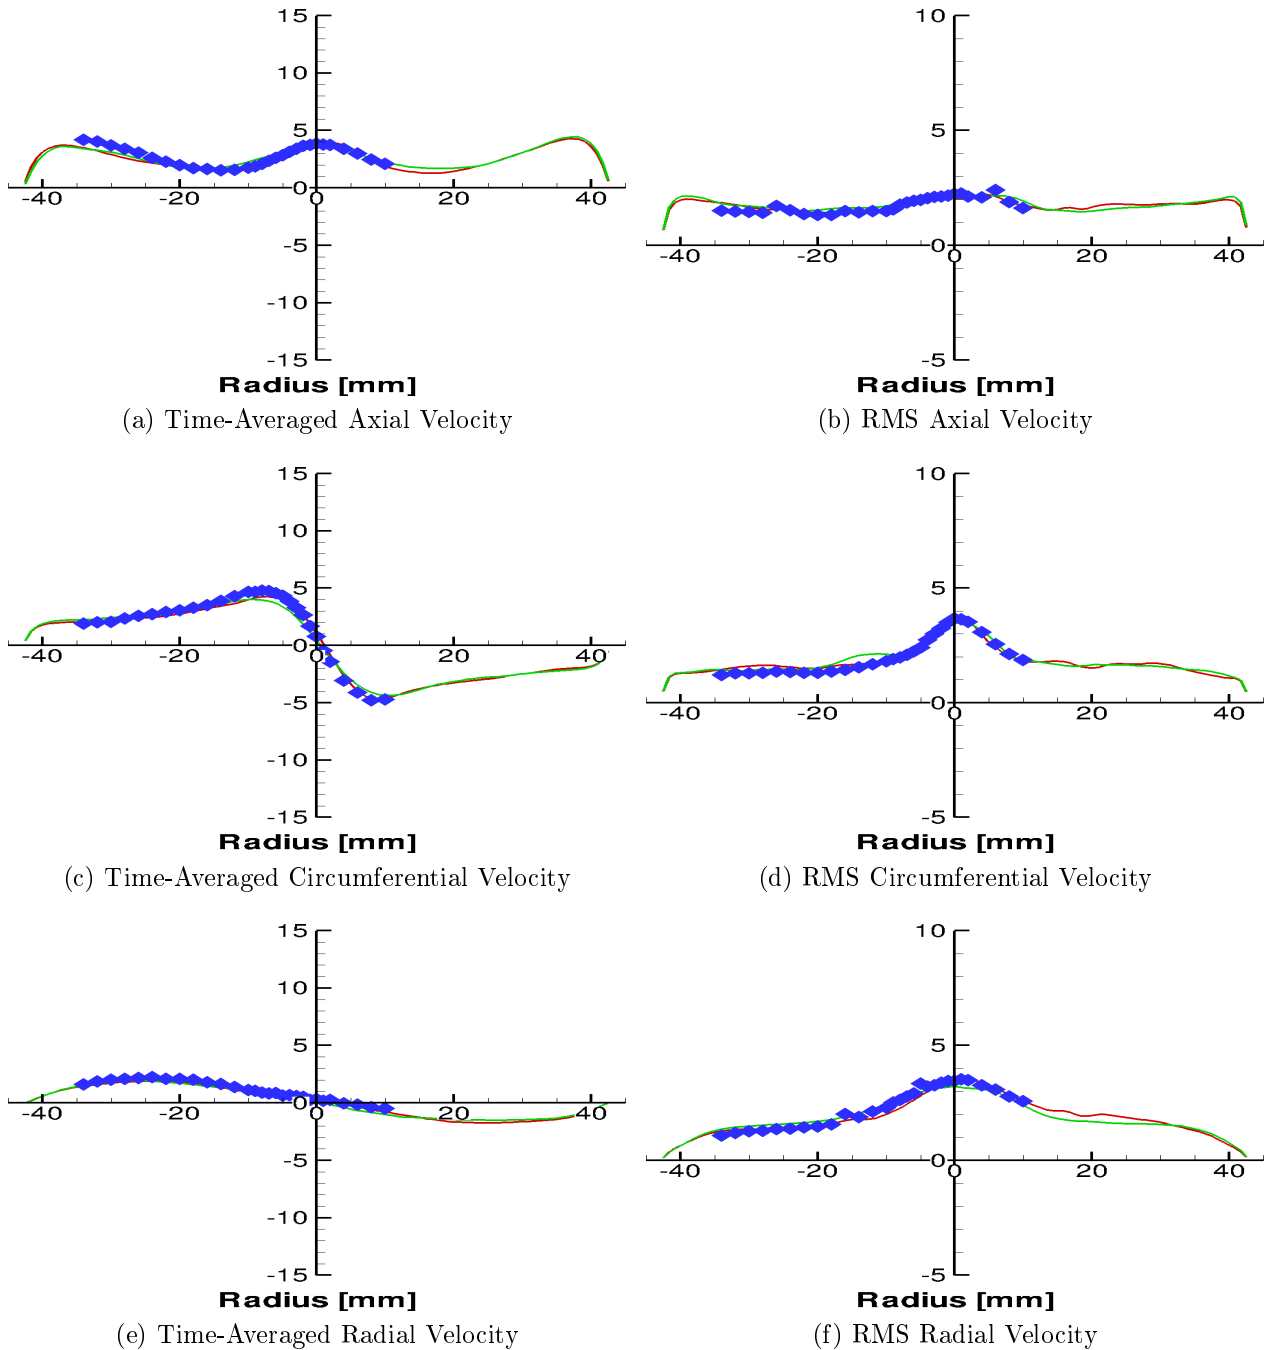 15
10
5
0
-5
-10
-15
-40 -20 0 20 40
Radius [mm]
(a) Time-Averaged Axial Velocity
10
5
0
-5
-40 -20 0 20 40
Radius [mm]
(b) RMS Axial Velocity
15
10
5
0
-5
-10
-15
-40 -20 0 20 40
Radius [mm]
(c) Time-Averaged Circumferential Velocity
10
5
0
-5
-40 -20 0 20 40
Radius [mm]
(d) RMS Circumferential Velocity
15
10
5
0
-5
-10
-15
-40 -20 0 20 40
Radius [mm]
(e) Time-Averaged Radial Velocity
10
5
0
-5
-40 -20 0 20 40
Radius [mm]
(f) RMS Radial Velocity